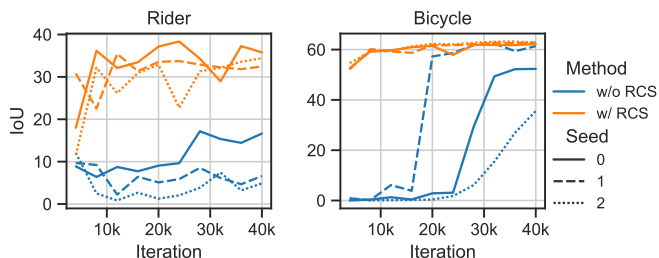 Rider
40
30
20
10
0
IoU
10k 20k 30k 40k
Iteration
Bicycle
60
40
20
0
10k 20k 30k 40k
Iteration
Method
w/o RCS
w/ RCS
Seed
0
1
2